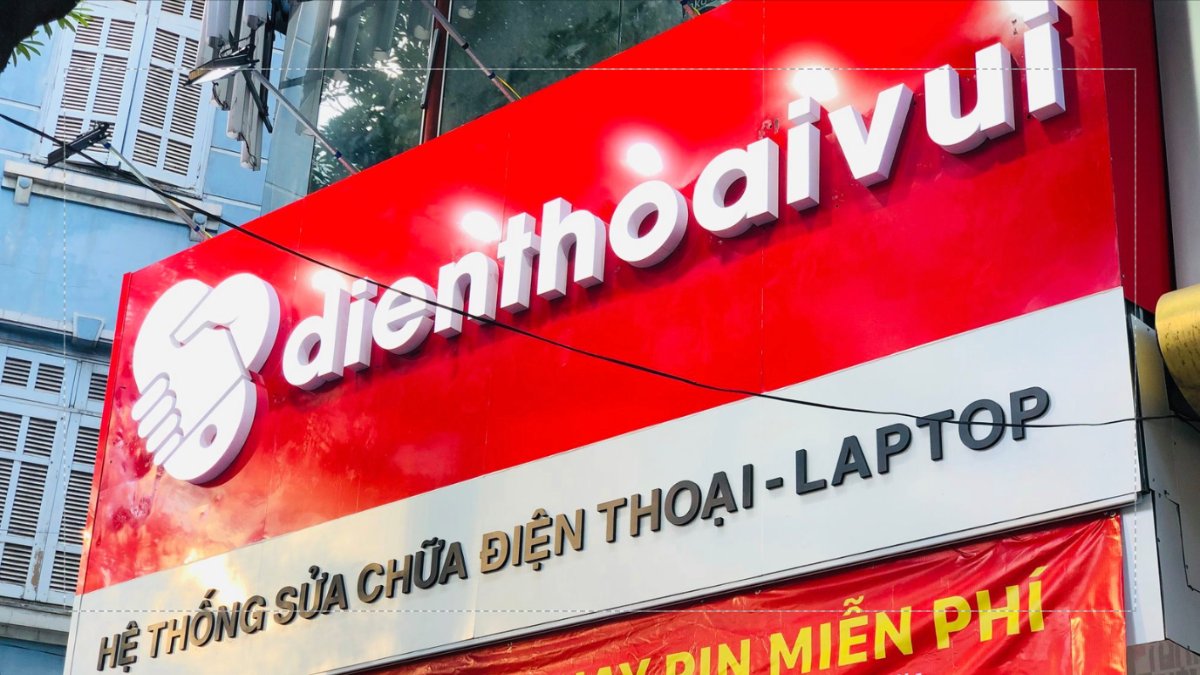 dienthoaivui
HỆ THỐNG SỬA CHỮA ĐIỆN THOẠI - LAPTOP
PIN MIỄN PHÍ